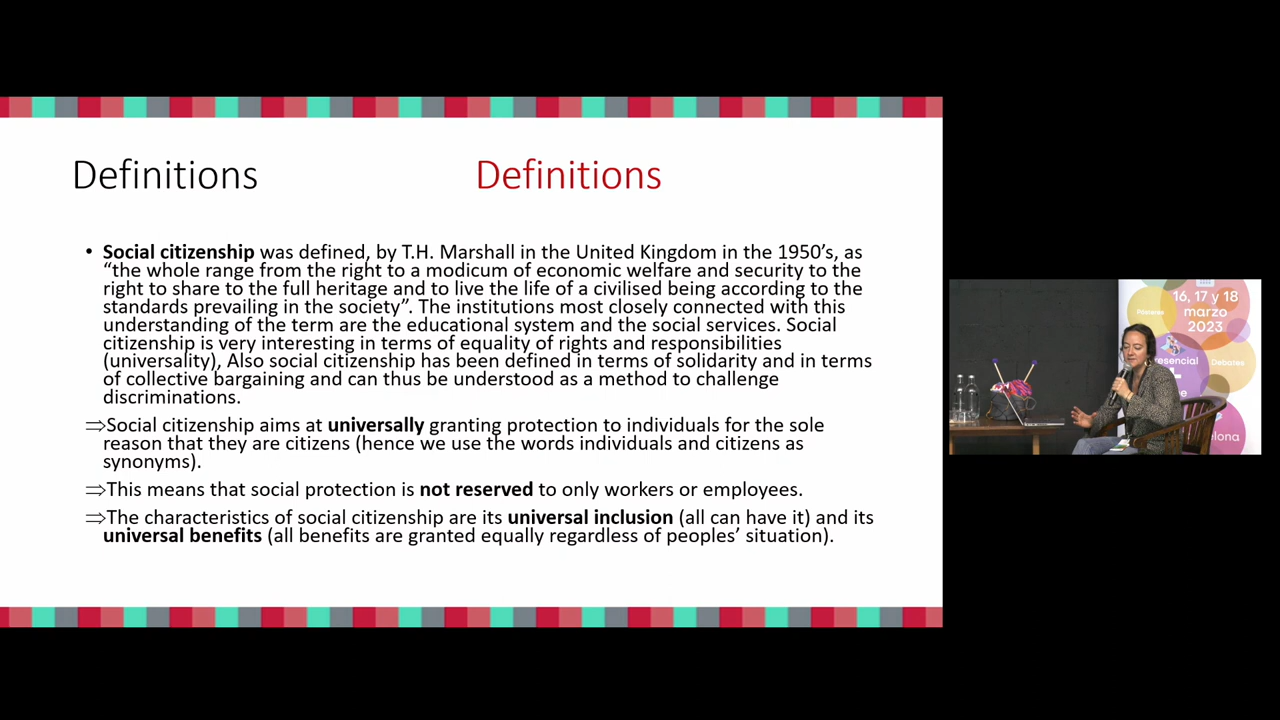 Definitions
Definitions
• Social citizenship was defined, by T.H. Marshall in the United Kingdom in the 1950’s, as
“the whole range from the right to a modicum of economic welfare and security to the
right to share to the full heritage and to live the life of a civilised being according to the
standards prevailing in the society”. The institutions most closely connected with this
understanding of the term are the educational system and the social services. Social
citizenship is very interesting in terms of equality of rights and responsibilities
(universality), Also social citizenship has been defined in terms of solidarity and in terms
of collective bargaining and can thus be understood as a method to challenge
discriminations.
⇒Social citizenship aims at universally granting protection to individuals for the sole
reason that they are citizens (hence we use the words individuals and citizens as
synonyms).
⇒This means that social protection is not reserved to only workers or employees.
⇒The characteristics of social citizenship are its universal inclusion (all can have it) and its
universal benefits (all benefits are granted equally regardless of peoples’ situation).
16, 17 y 18
marzo
2023
Debates